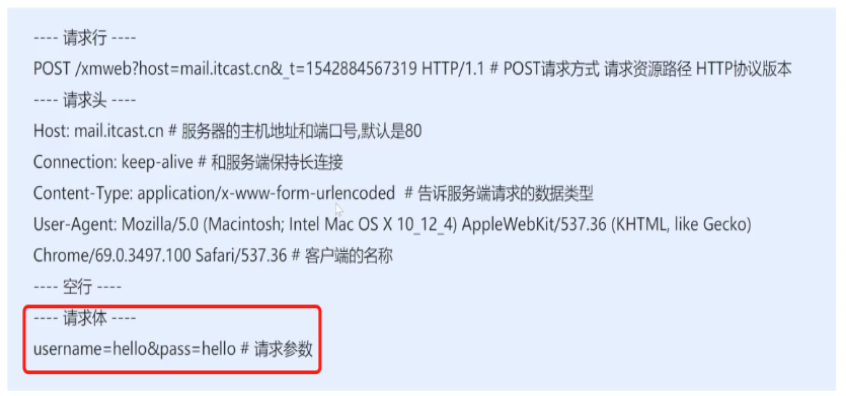 ---- 请求行 ----
POST /xmweb?host=mail.itcast.cn&_t=1542884567319 HTTP/1.1 # POST请求方式 请求资源路径 HTTP协议版本
---- 请求头 ----
Host: mail.itcast.cn # 服务器的主机地址和端口号,默认是80
Connection: keep-alive # 和服务端保持长连接
Content-Type: application/x-www-form-urlencoded # 告诉服务端请求的数据类型
User-Agent: Mozilla/5.0 (Macintosh; Intel Mac OS X 10_12_4) AppleWebKit/537.36 (KHTML, like Gecko)
Chrome/69.0.3497.100 Safari/537.36 # 客户端的名称
---- 空行 ----
---- 请求体 ----
username=hello&pass=hello # 请求参数